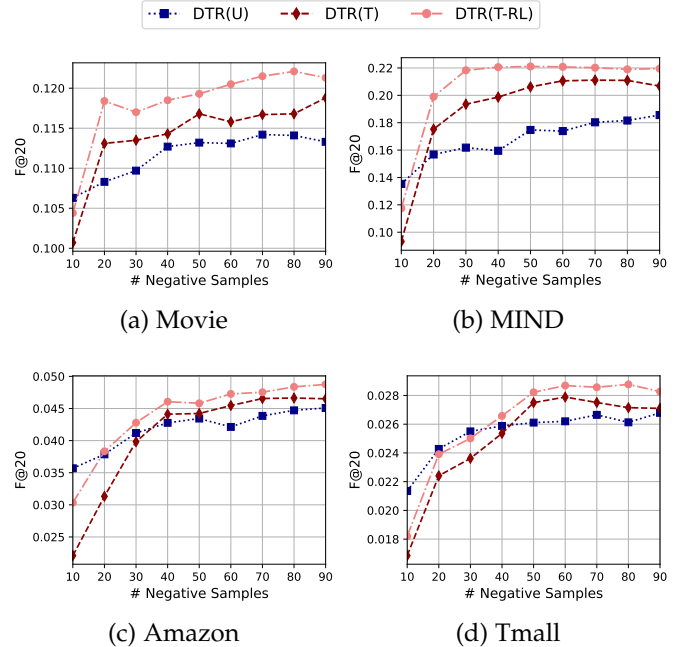 DTR(U) DTR(T) DTR(T-RL)
0.120
0.115
0.110
0.105
0.100
F@20
10 20 30 40 50 60 70 80 90
# Negative Samples
(a) Movie
0.22
0.20
0.18
0.16
0.14
0.12
0.10
F@20
10 20 30 40 50 60 70 80 90
# Negative Samples
(b) MIND
0.050
0.045
0.040
0.035
0.030
0.025
F@20
10 20 30 40 50 60 70 80 90
# Negative Samples
(c) Amazon
0.028
0.026
0.024
0.022
0.020
0.018
F@20
10 20 30 40 50 60 70 80 90
# Negative Samples
(d) Tmall